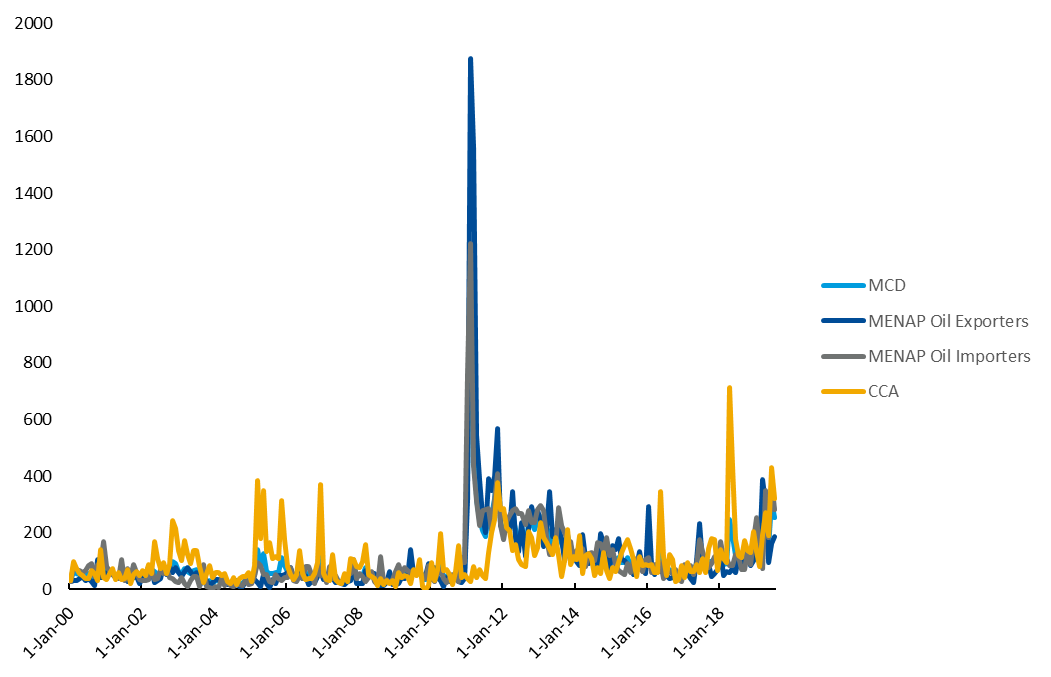 2000
1800
1600
1400
1200
1000
800
600
400
200
0
1-Jan-00
1-Jan-02
1-Jan-04
1-Jan-06
1-Jan-08
1-Jan-10
1-Jan-12
1-Jan-14
1-Jan-16
1-Jan-18
MCD
MENAP Oil Exporters
MENAP Oil Importers
CCA